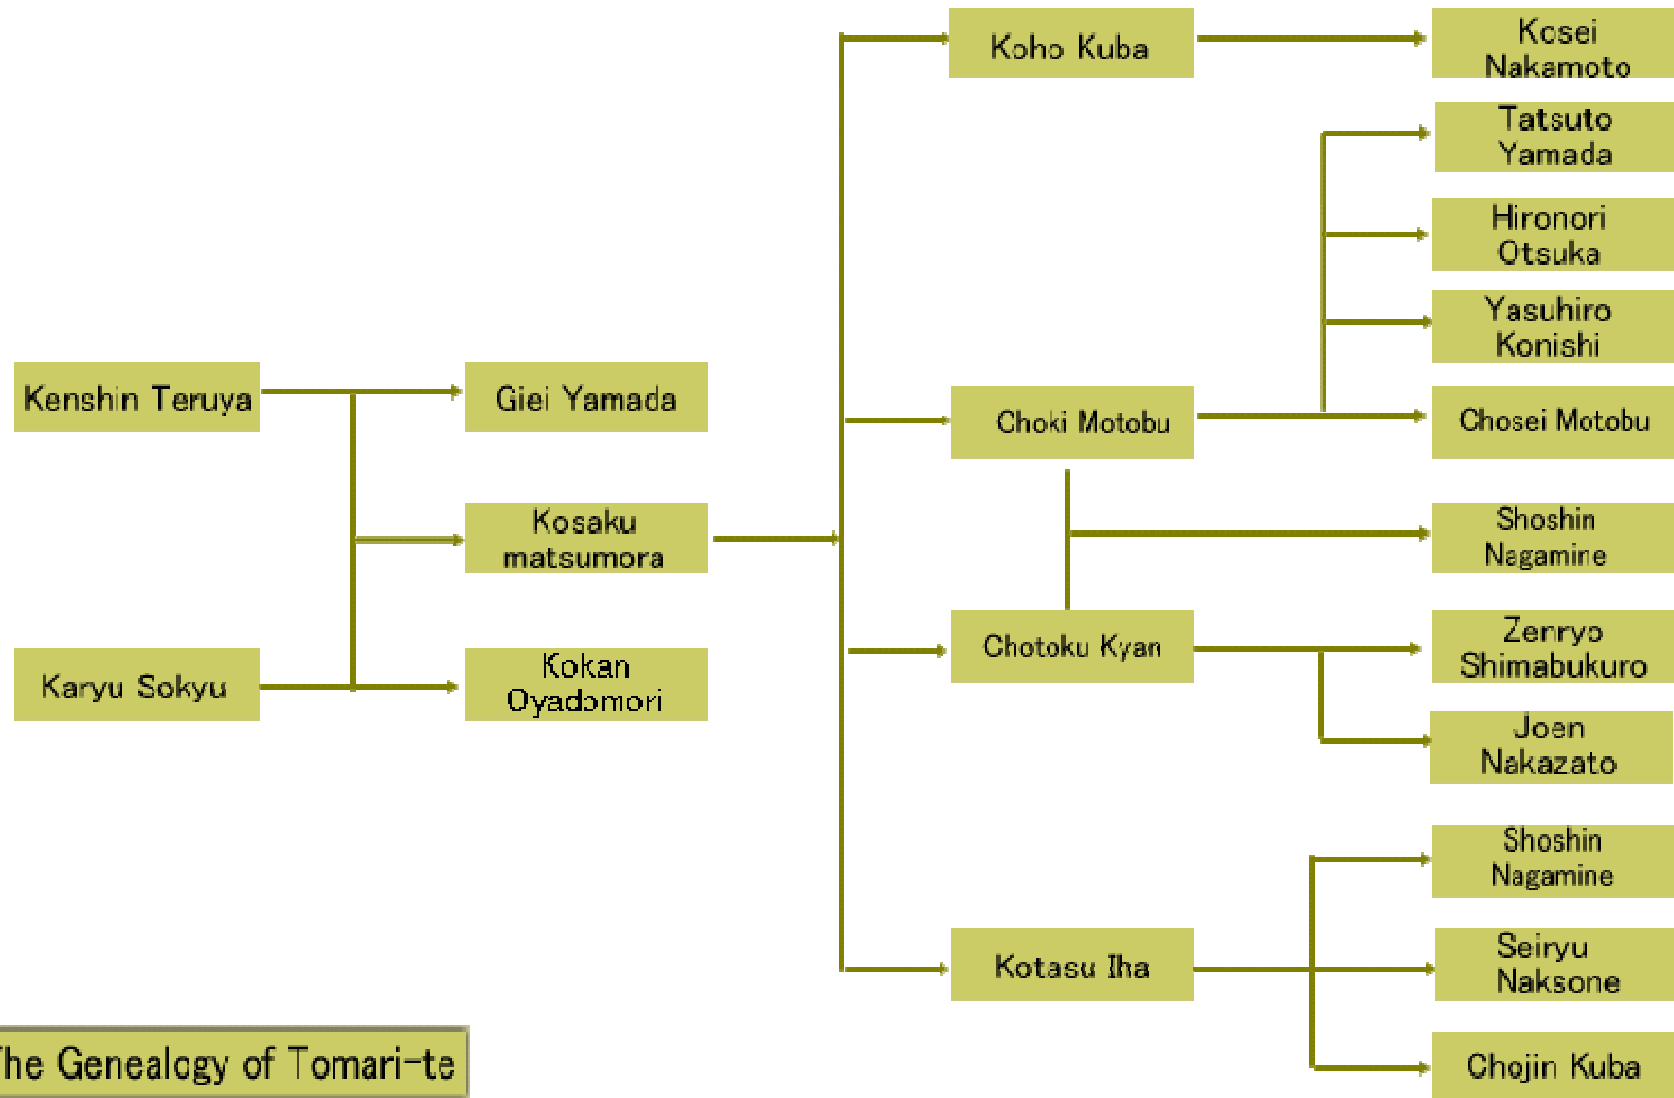 Kenshin Teruya
Karyu Sokyu
Giei Yamada
Kosaku
matsumora
Kokan
Oyadomori
Koho Kuba
Choki Motobu
Chotoku Kyan
Kotasu Iha
Kosei
Nakamoto
Tatsuto
Yamada
Hironori
Otsuka
Yasuhiro
Konishi
Chosei Motobu
Shoshin
Nagamine
Zenryo
Shimabukuro
Joen
Nakazato
Shoshin
Nagamine
Seiryu
Naksone
Chojin Kuba
The Genealogy of Tomari-te